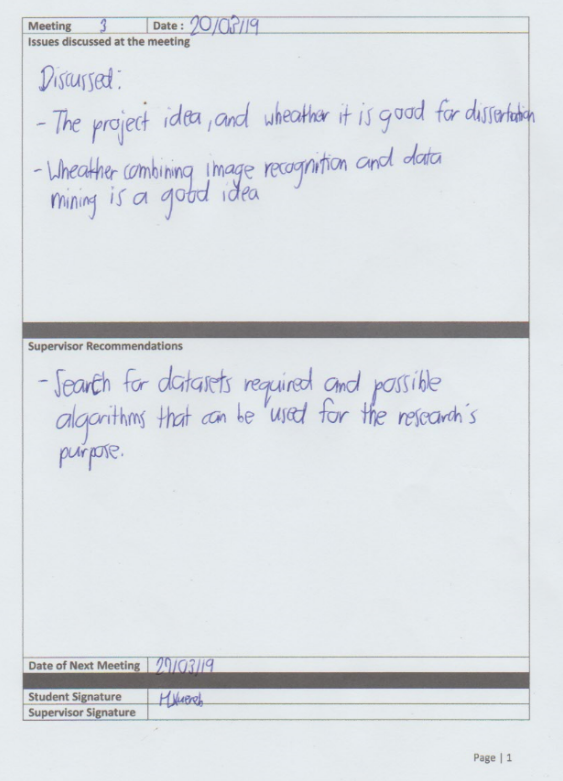 Meeting 3 Date : 20/03/19
Issues discussed at the meeting
Discussed:
- The project idea, and wheather it is good for dissertation
- Wheather combining image recognition and data
mining is a good idea
Supervisor Recommendations
- Search for datasets required and possible
algorithms that can be used for the research's
purpose.
Date of Next Meeting 27/03/19
Student Signature
Supervisor Signature
Page | 1